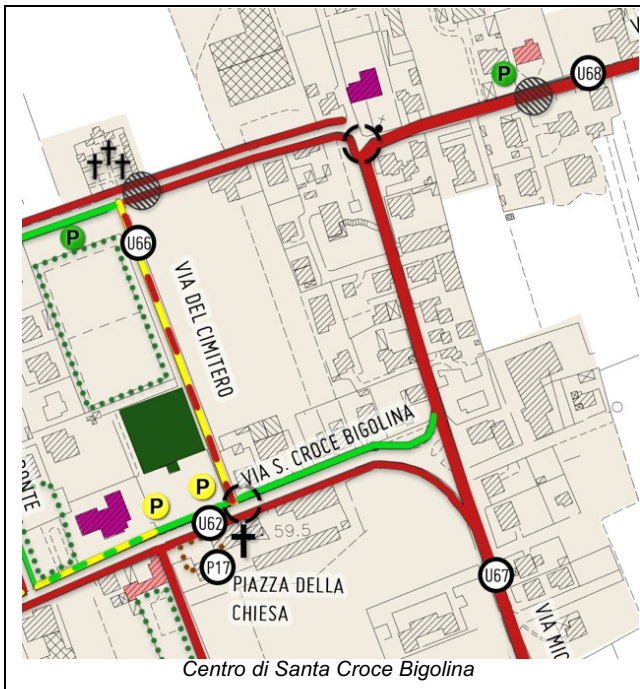 V
P
U68
P
U66
VIA DEL CIMITERO
VIA S. CROCE BIGOLINA
ONTE
P
P
U62
59.5
P17
PIAZZA DELLA
CHIESA
U67
VIA MIC
Centro di Santa Croce Bigolina